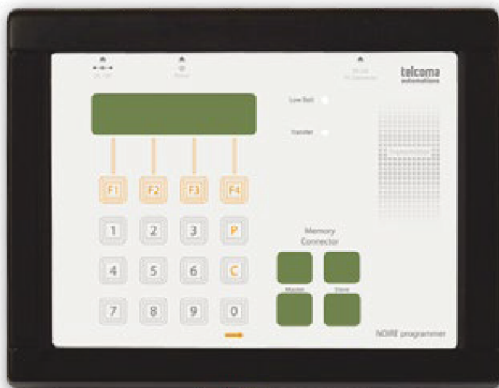 telcoma
automations
Low Batt
Transfer
F1 F2 F3 F4
1 2 3 P
4 5 6 C
7 8 9 0
Memory
Connector
Master
Slave
NOIRE programmer